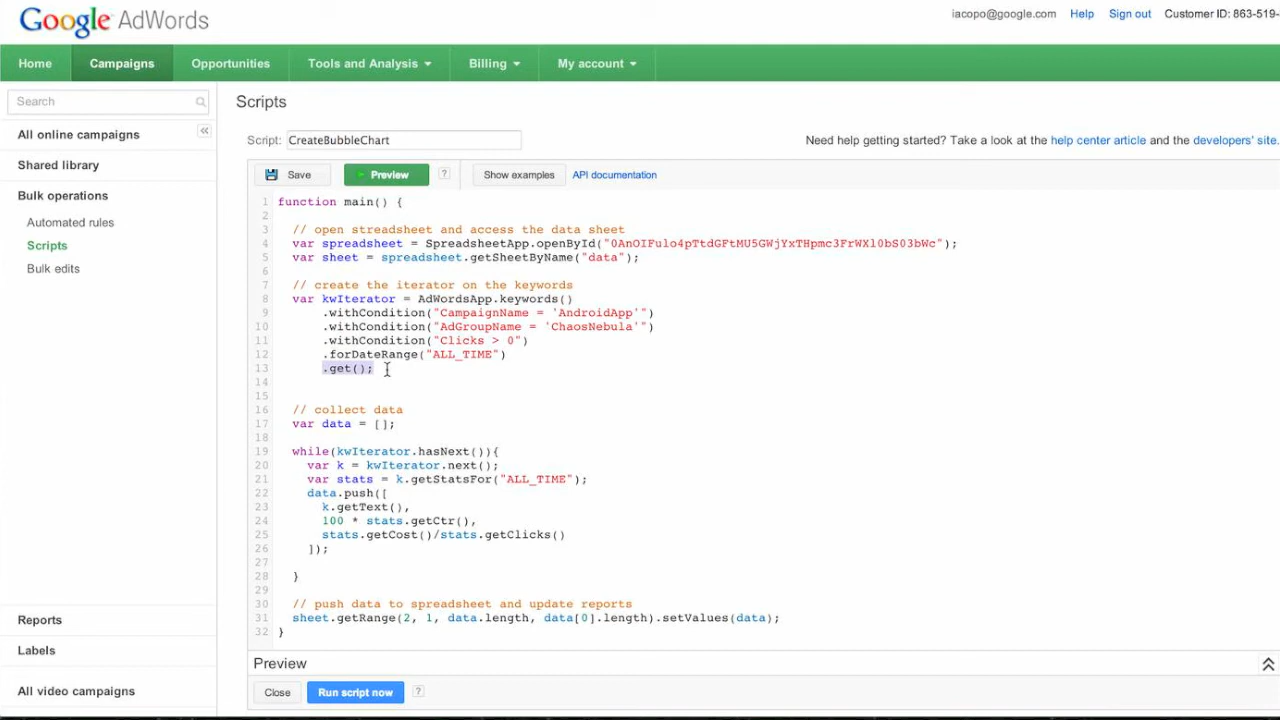 Google AdWords
iacopo@google.com Help Sign out Customer ID: 863-519-
Home Campaigns Opportunities Tools and Analysis Billing My account
Search
All online campaigns
Shared library
Bulk operations
Automated rules
Scripts
Bulk edits
Reports
Labels
All video campaigns
Scripts
Script: CreateBubbleChart
Need help getting started? Take a look at the help center article and the developers' site.
Save Preview ? Show examples API documentation
1 function main() {
2
3 // open streadsheet and access the data sheet
4 var spreadsheet = SpreadsheetApp.openById("0AnOIFulo4pTtdGFtMU5GWjYxTHpmc3FrWXl0bS03bWc");
5 var sheet = spreadsheet.getSheetByName("data");
6
7 // create the iterator on the keywords
8 var kwIterator = AdWordsApp.keywords()
9 .withCondition("CampaignName = 'AndroidApp'")
10 .withCondition("AdGroupName = 'ChaosNebula'")
11 .withCondition("Clicks > 0")
12 .forDateRange("ALL_TIME")
13 .get();
14
15
16 // collect data
17 var data = [];
18
19 while(kwIterator.hasNext()){
20 var k = kwIterator.next();
21 var stats = k.getStatsFor("ALL_TIME");
22 data.push([
23 k.getText(),
24 100 * stats.getCtr(),
25 stats.getCost()/stats.getClicks()
26 ]);
27
28 }
29
30 // push data to spreadsheet and update reports
31 sheet.getRange(2, 1, data.length, data[0].length).setValues(data);
32 }
Preview
Close Run script now ?